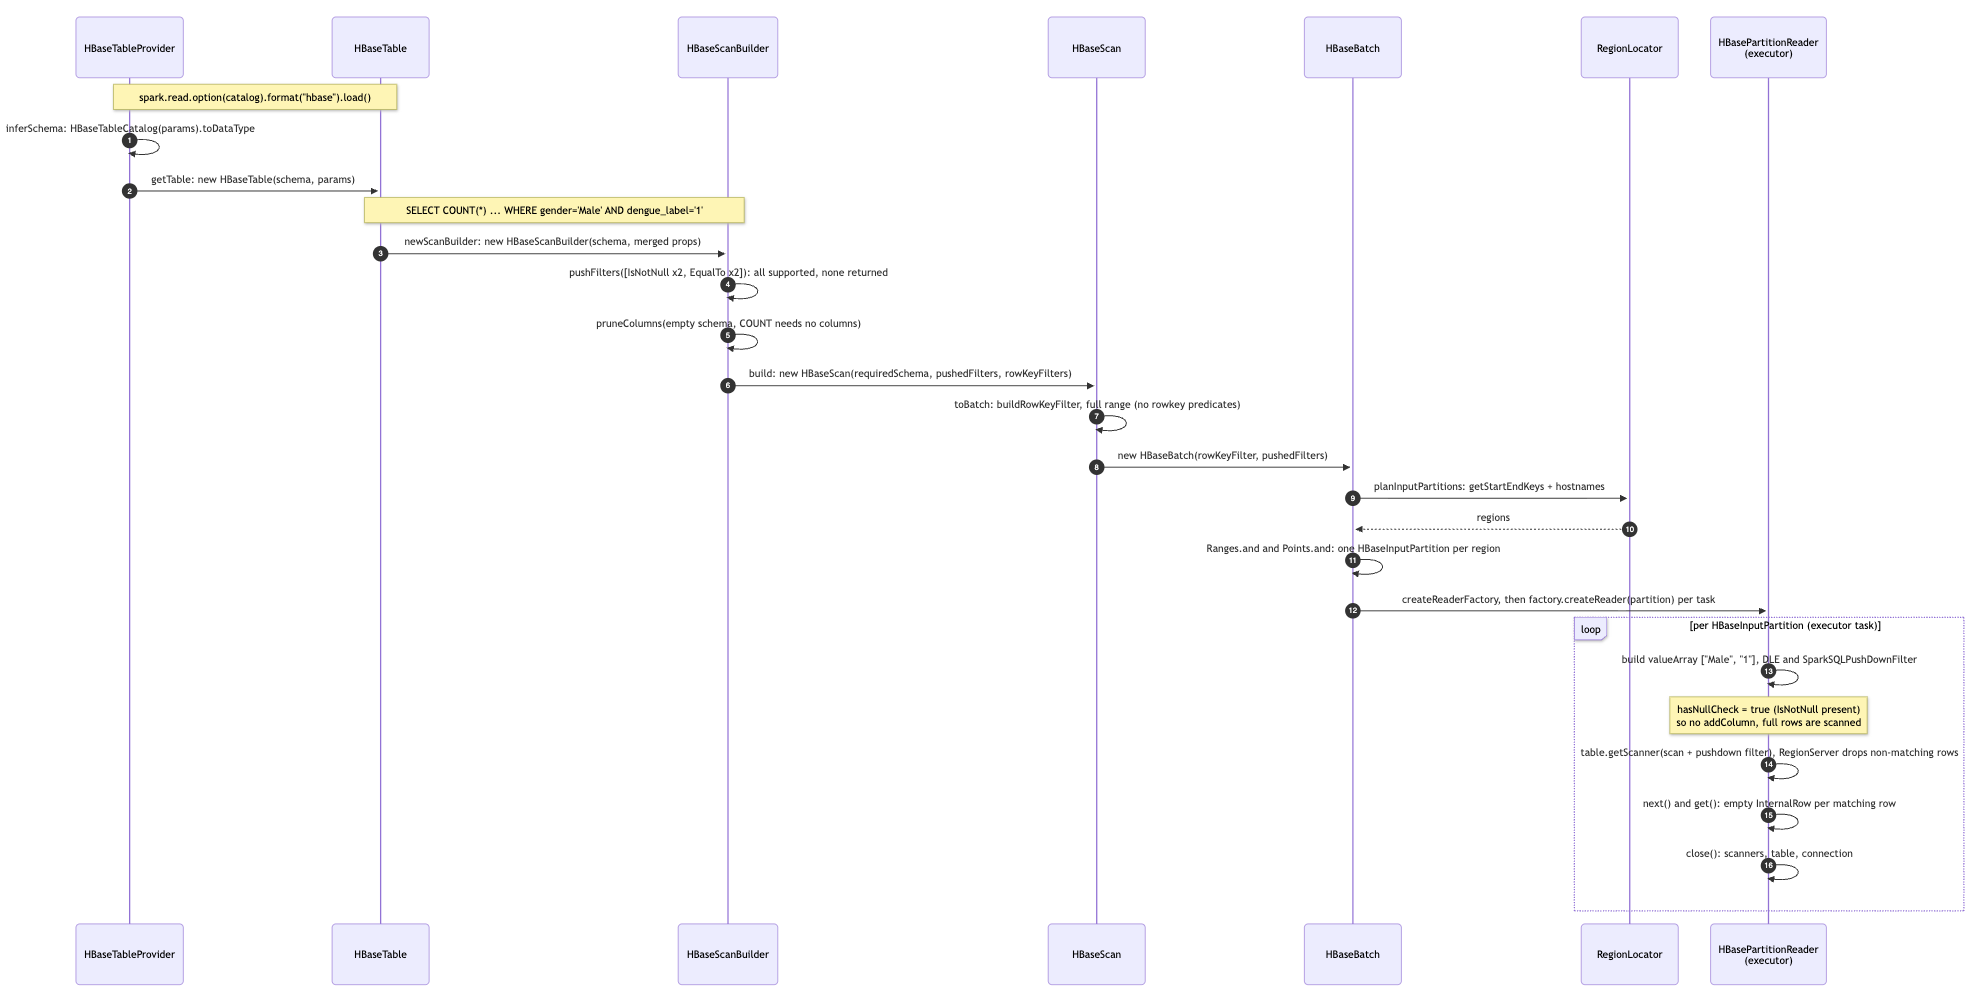 HBaseTableProvider
HBaseTable
HBaseScanBuilder
HBaseScan
HBaseBatch
RegionLocator
HBasePartitionReader
(executor)
spark.read.option(catalog).format("hbase").load()
inferSchema: HBaseTableCatalog(params).toDataType
1
getTable: new HBaseTable(schema, params)
2
SELECT COUNT(*) ... WHERE gender='Male' AND dengue_label='1'
newScanBuilder: new HBaseScanBuilder(schema, merged props)
3
pushFilters([IsNotNull x2, EqualTo x2]): all supported, none returned
4
pruneColumns(empty schema, COUNT needs no columns)
5
build: new HBaseScan(requiredSchema, pushedFilters, rowKeyFilters)
6
toBatch: buildRowKeyFilter, full range (no rowkey predicates)
7
new HBaseBatch(rowKeyFilter, pushedFilters)
8
planInputPartitions: getStartEndKeys + hostnames
9
regions
10
Ranges.and and Points.and: one HBaseInputPartition per region
11
createReaderFactory, then factory.createReader(partition) per task
12
loop
[per HBaseInputPartition (executor task)]
build valueArray ["Male", "1"], DLE and SparkSQLPushDownFilter
13
hasNullCheck = true (IsNotNull present)
so no addColumn, full rows are scanned
table.getScanner(scan + pushdown filter), RegionServer drops non-matching rows
14
next() and get(): empty InternalRow per matching row
15
close(): scanners, table, connection
16
HBaseTableProvider
HBaseTable
HBaseScanBuilder
HBaseScan
HBaseBatch
RegionLocator
HBasePartitionReader
(executor)